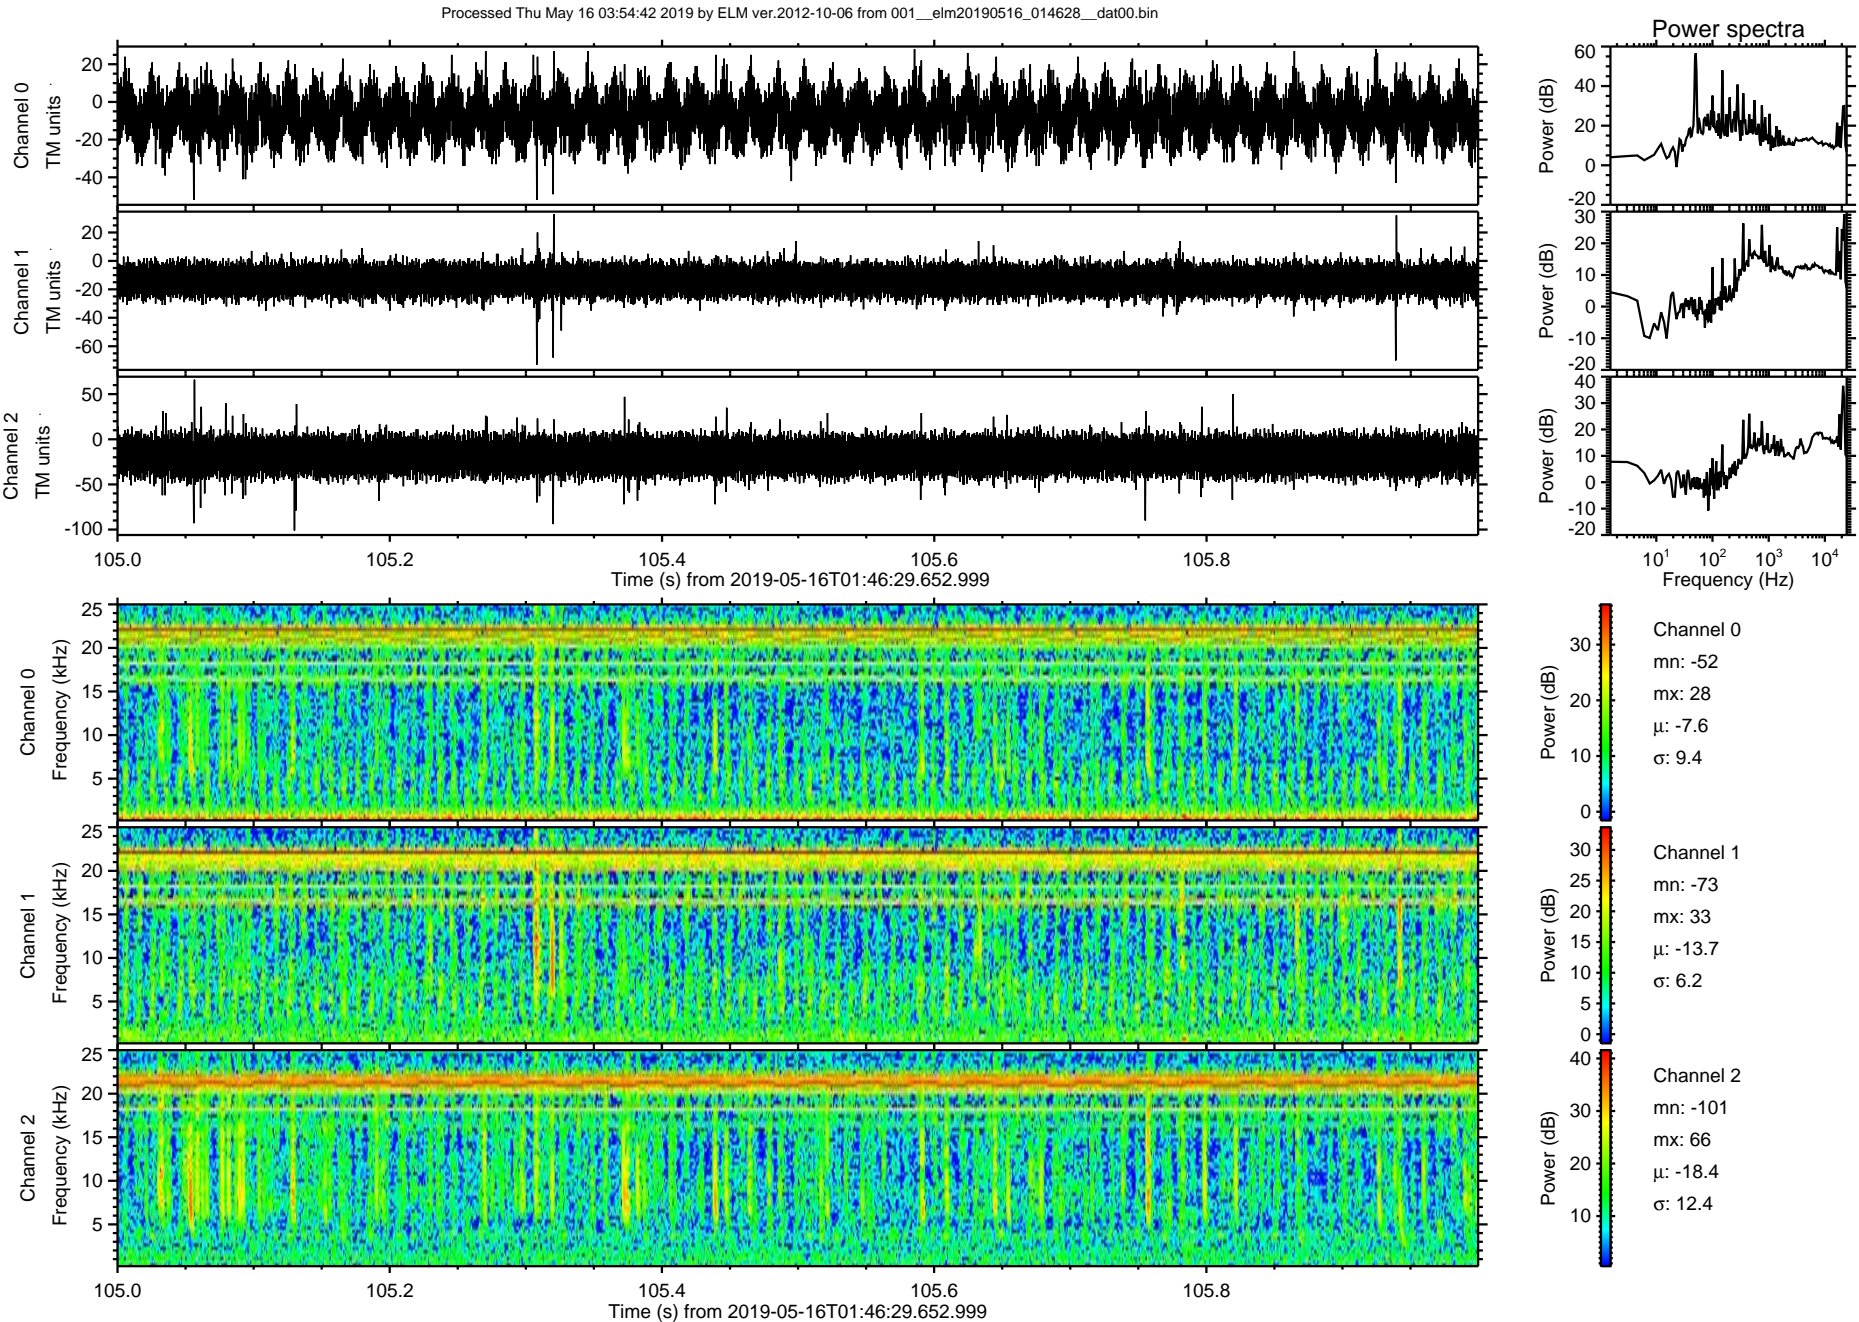 Processed Thu May 16 03:54:42 2019 by ELM ver.2012-10-06 from 001__elm20190516_014628__dat00.bin
Power spectra
Channel 0
TM units
20
0
-20
-40
Power (dB)
60
40
20
0
-20
Channel 1
TM units
20
0
-20
-40
-60
Power (dB)
30
20
10
0
-10
-20
Channel 2
TM units
50
0
-50
-100
Power (dB)
40
30
20
10
0
-10
-20
105.0 105.2 105.4 105.6 105.8
Time (s) from 2019-05-16T01:46:29.652.999
10^1 10^2 10^3 10^4
Frequency (Hz)
Channel 0
Frequency (kHz)
25
20
15
10
5
Power (dB)
30
20
10
0
Channel 0
mn: -52
mx: 28
μ: -7.6
σ: 9.4
Channel 1
Frequency (kHz)
25
20
15
10
5
Power (dB)
30
25
20
15
10
5
0
Channel 1
mn: -73
mx: 33
μ: -13.7
σ: 6.2
Channel 2
Frequency (kHz)
25
20
15
10
5
Power (dB)
40
30
20
10
Channel 2
mn: -101
mx: 66
μ: -18.4
σ: 12.4
105.0 105.2 105.4 105.6 105.8
Time (s) from 2019-05-16T01:46:29.652.999